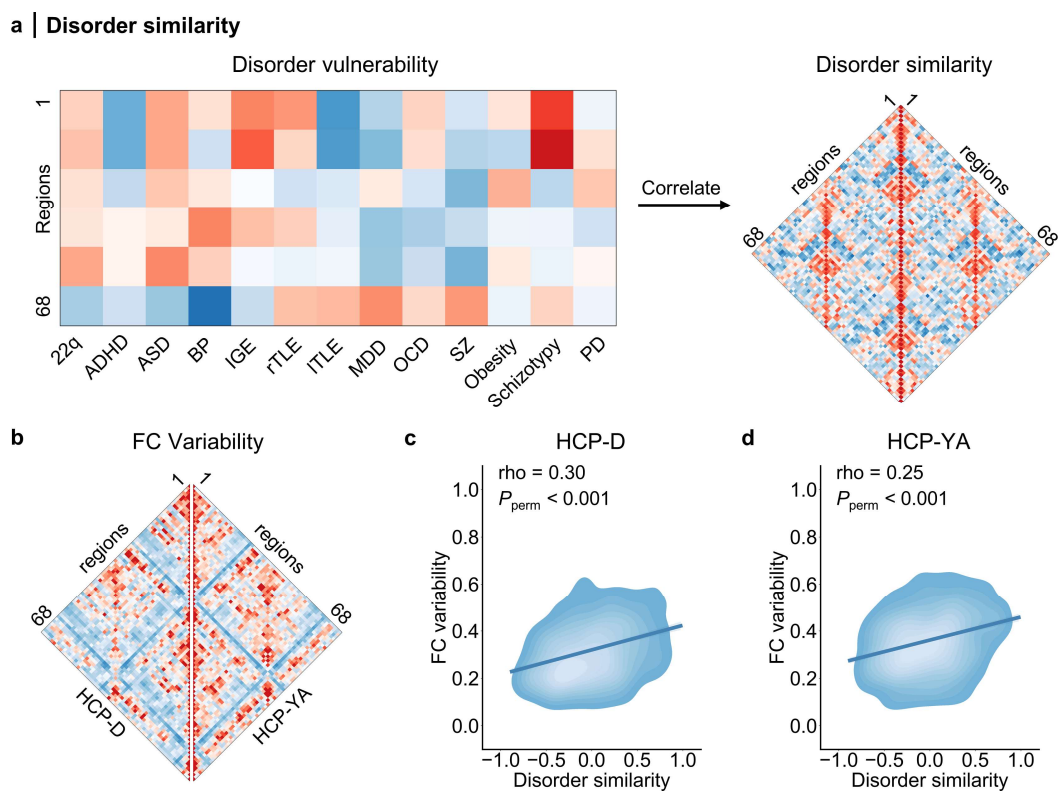 a | Disorder similarity
Disorder vulnerability
1
Regions
68
22q
ADHD
ASD
BP
IGE
rTLE
lTLE
MDD
OCD
SZ
Obesity
Schizotypy
PD
Correlate
Disorder similarity
1
1
regions
regions
68
68
b
FC Variability
1
1
regions
regions
68
68
HCP-D
HCP-YA
c
HCP-D
rho = 0.30
Pperm < 0.001
FC variability
1.0
0.8
0.6
0.4
0.2
0.0
−1.0 −0.5 0.0 0.5 1.0
Disorder similarity
d
HCP-YA
rho = 0.25
Pperm < 0.001
FC variability
1.0
0.8
0.6
0.4
0.2
0.0
−1.0 −0.5 0.0 0.5 1.0
Disorder similarity